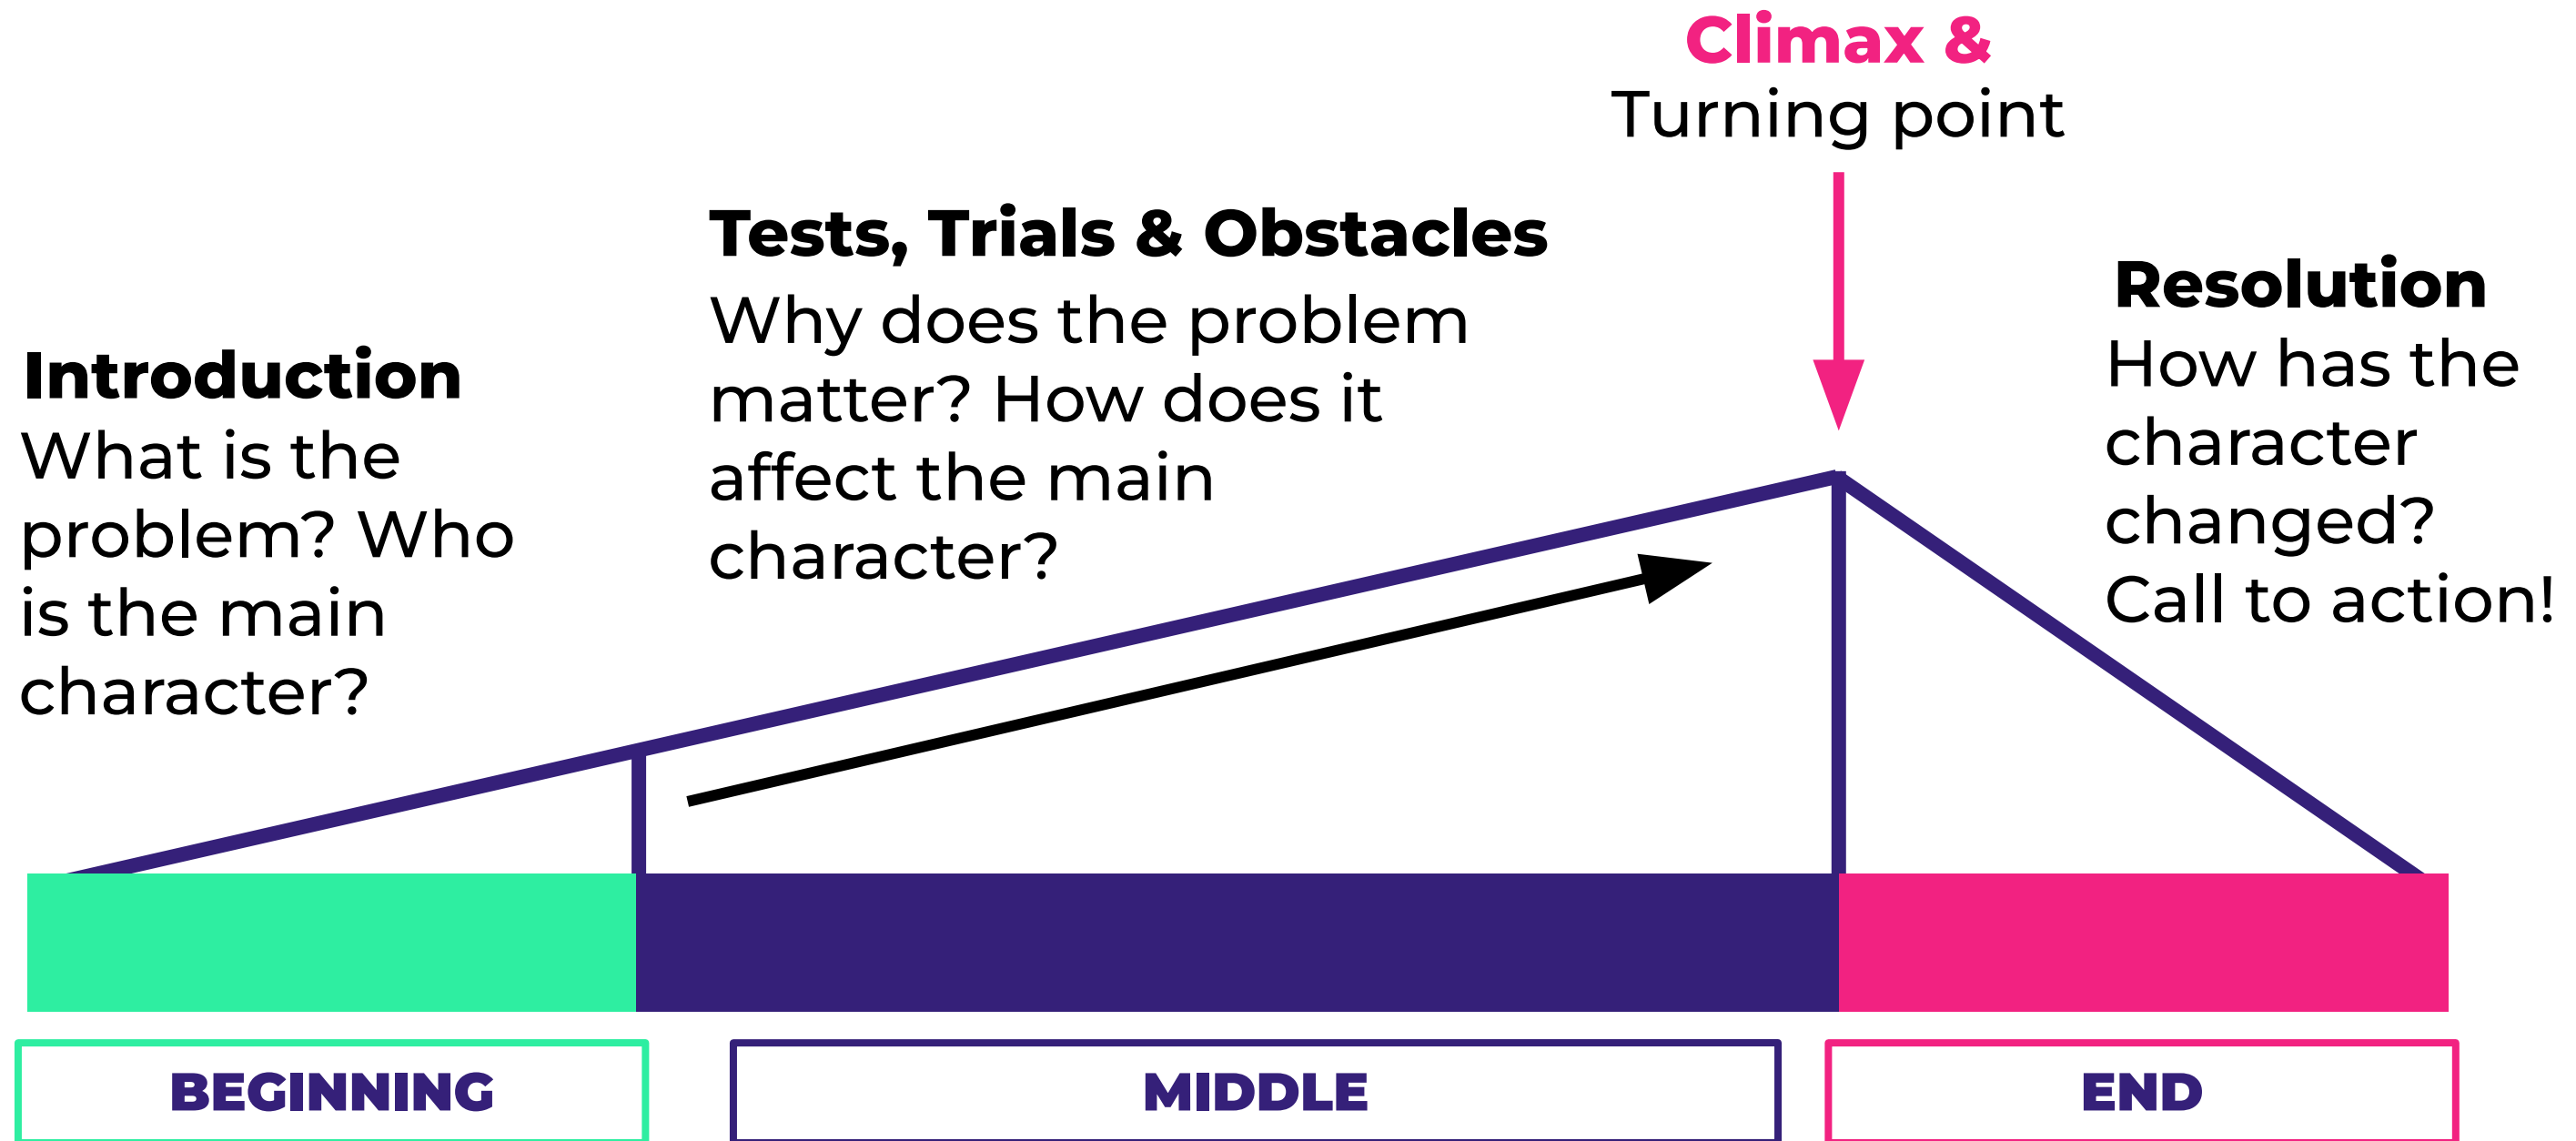 Climax &
Turning point
Tests, Trials & Obstacles
Why does the problem
matter? How does it
affect the main
character?
Resolution
How has the
character
changed?
Call to action!
Introduction
What is the
problem? Who
is the main
character?
BEGINNING
MIDDLE
END